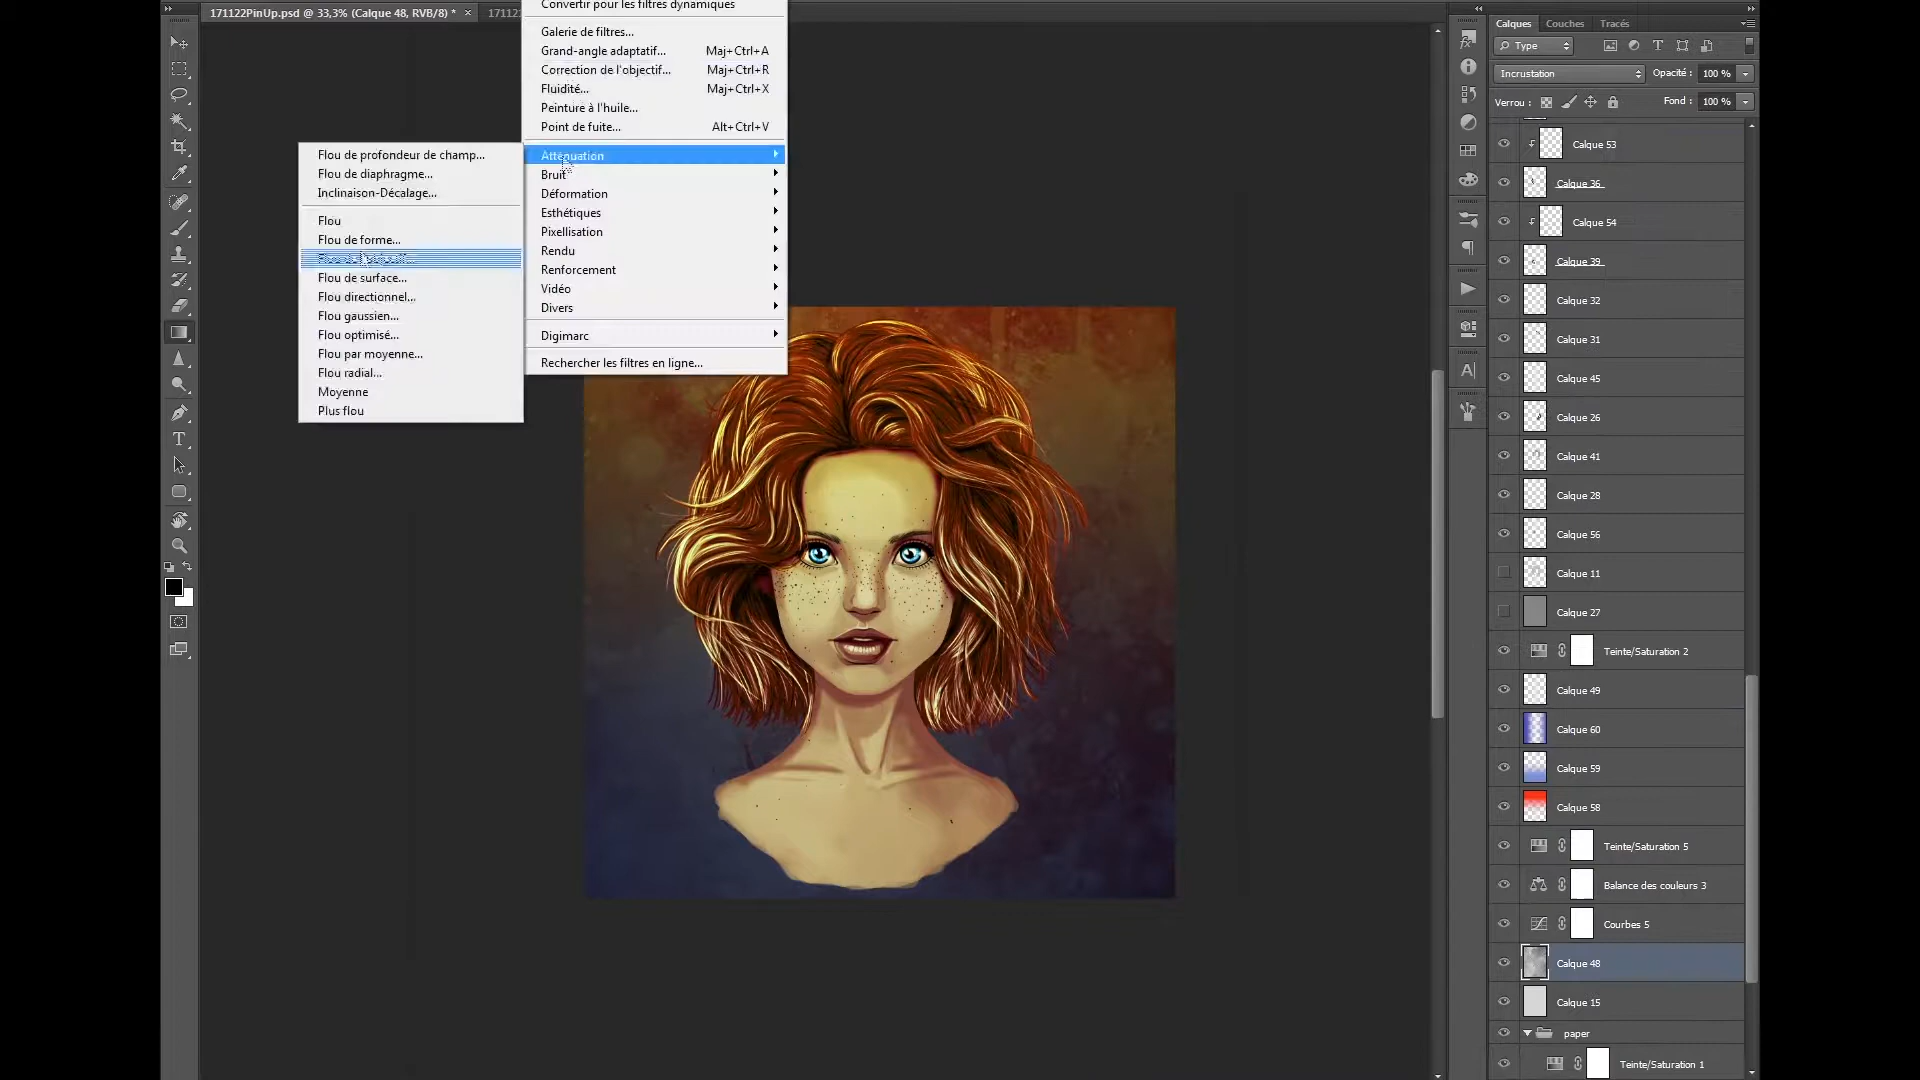 171122PinUp.psd @ 33,3% (Calque 48, RVB/8) * ×
17112
Convertir pour les filtres dynamiques
Galerie de filtres...
Grand-angle adaptatif... Maj+Ctrl+A
Correction de l'objectif... Maj+Ctrl+R
Fluidité... Maj+Ctrl+X
Peinture à l'huile...
Point de fuite... Alt+Ctrl+V
Atténuation
Bruit
Déformation
Esthétiques
Pixellisation
Rendu
Renforcement
Vidéo
Divers
Digimarc
Rechercher les filtres en ligne...
Flou de profondeur de champ...
Flou de diaphragme...
Inclinaison-Décalage...
Flou
Flou de forme...
Flou de surface...
Flou directionnel...
Flou gaussien...
Flou optimisé...
Flou par moyenne...
Flou radial...
Moyenne
Plus flou
Calques Couches Tracés
Type
Incrustation Opacité : 100 %
Verrou : Fond : 100 %
Calque 53
Calque 36
Calque 54
Calque 39
Calque 32
Calque 31
Calque 45
Calque 26
Calque 41
Calque 28
Calque 56
Calque 11
Calque 27
Teinte/Saturation 2
Calque 49
Calque 60
Calque 59
Calque 58
Teinte/Saturation 5
Balance des couleurs 3
Courbes 5
Calque 48
Calque 15
paper
Teinte/Saturation 1